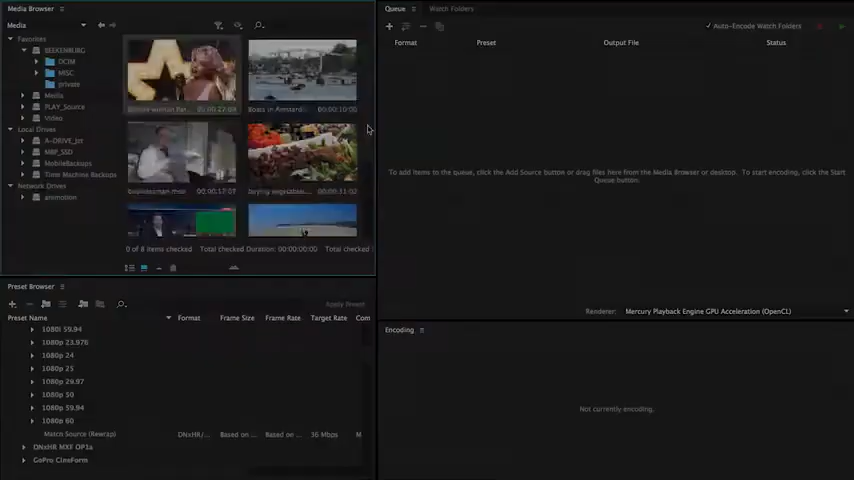 Media Browser
Media
Favorites
SEEKENBURG
DCIM
MISC
private
Media
PLAY_Source
Video
Local Drives
A-DRIVE_Jst
MBP_SSD
MobileBackups
Time Machine Backups
Network Drives
animotion
00:00:27:09
Boats in Amsterd...
00:00:10:00
businessman mso
00:00:17:07
buying vegetables...
00:00:31:02
0 of 8 items checked
Total checked Duration: 00:00:00:00
Total checked
Preset Browser
Apply Preset
Preset Name
Format
Frame Size
Frame Rate
Target Rate
Com
1080i 59.94
1080p 23.976
1080p 24
1080p 25
1080p 29.97
1080p 50
1080p 59.94
1080p 60
Match Source (Rewrap)
DNxHR/...
Based on ...
Based on ...
36 Mbps
M
DNxHR MXF OP1a
GoPro CineForm
Queue
Watch Folders
Auto-Encode Watch Folders
Format
Preset
Output File
Status
To add items to the queue, click the Add Source button or drag files here from the Media Browser or desktop. To start encoding, click the Start
Queue button.
Renderer:
Mercury Playback Engine GPU Acceleration (OpenCL)
Encoding
Not currently encoding.